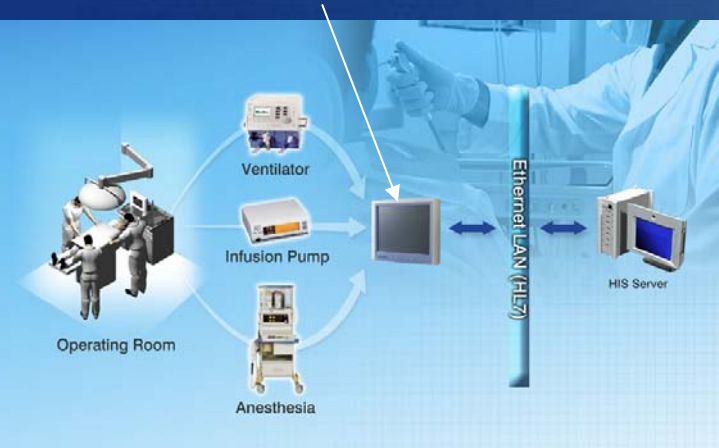 Ventilator
Infusion Pump
Operating Room
Anesthesia
Ethernet LAN (HL7)
HIS Server